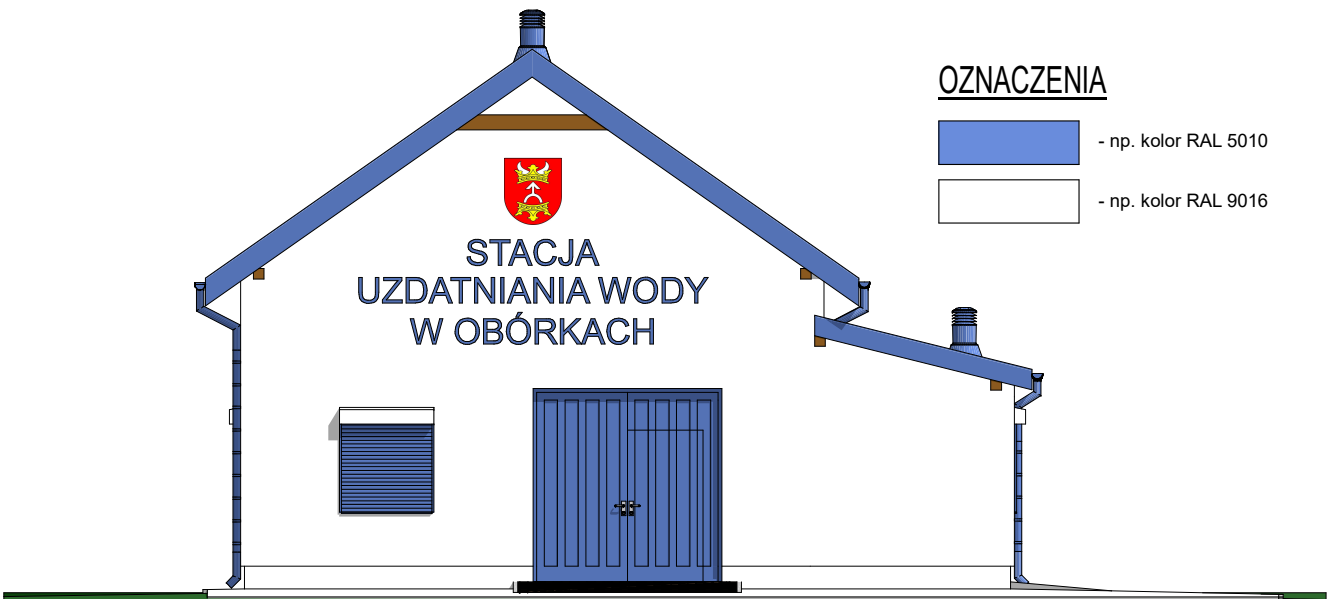 OZNACZENIA
- np. kolor RAL 5010
- np. kolor RAL 9016
STACJA
UZDATNIANIA WODY
W OBÓRKACH